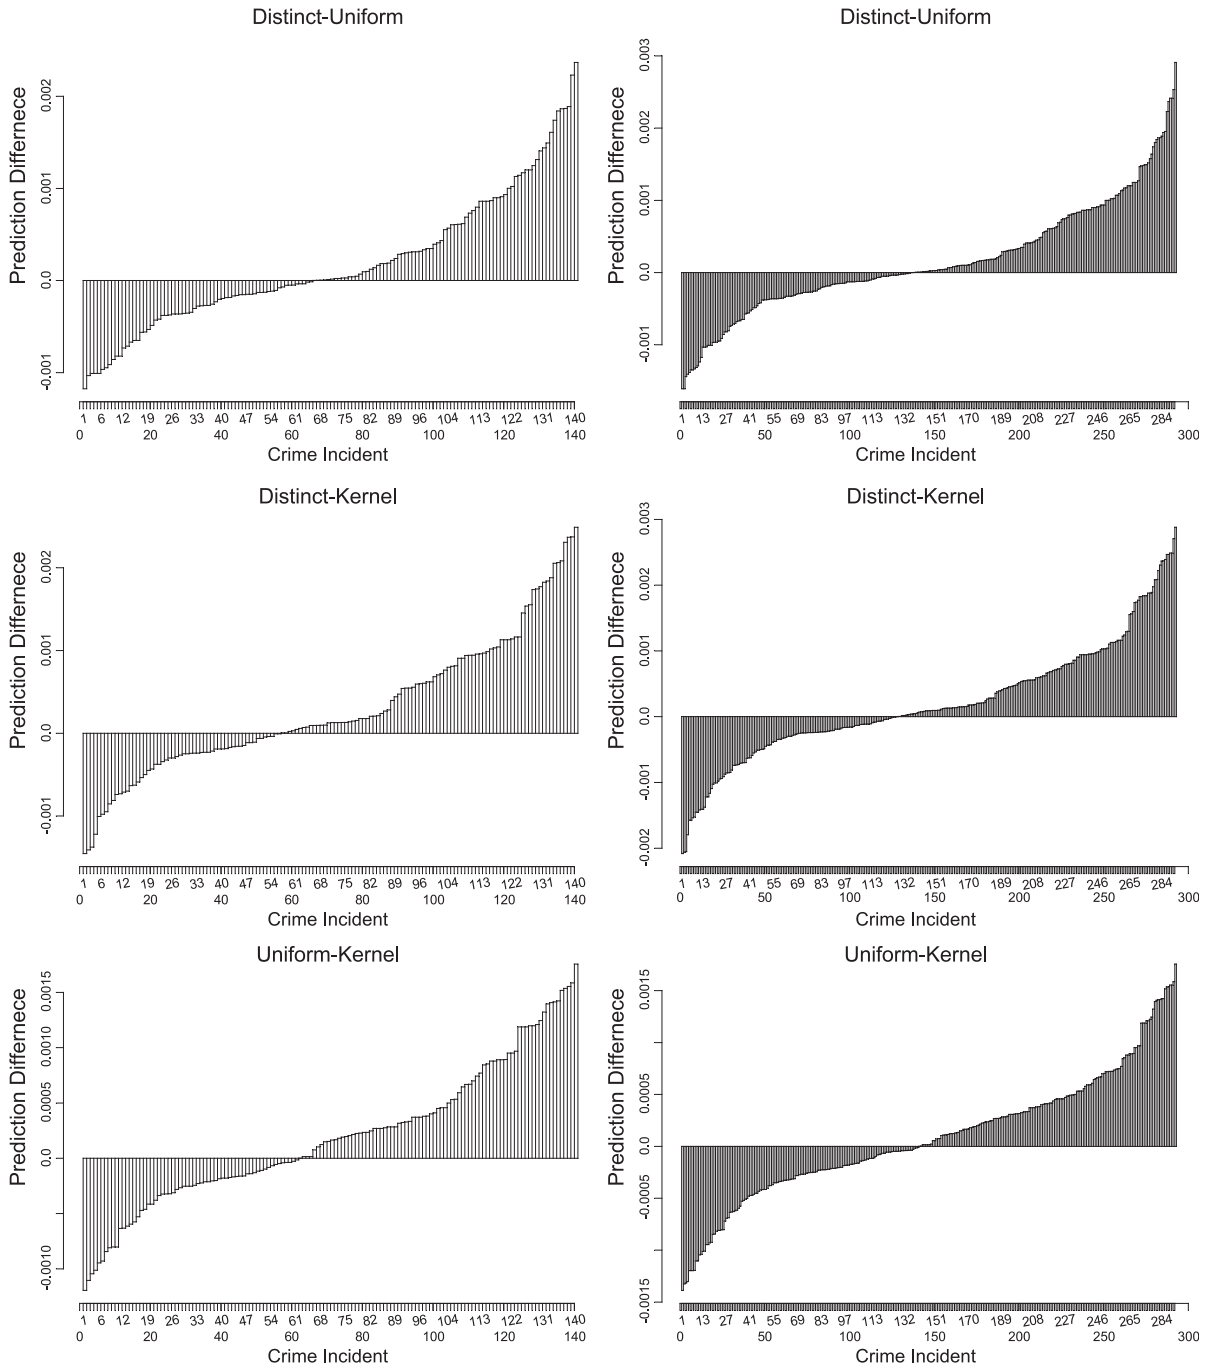 Distinct-Uniform
Prediction Differnece
0.002
0.001
0.0
-0.001
1 6 12 19 26 33 40 47 54 61 68 75 82 89 96 104 113 122 131 140
0 20 40 60 80 100 120 140
Crime Incident
Distinct-Uniform
Prediction Differnece
0.003
0.002
0.001
0.0
-0.001
1 13 27 41 55 69 83 97 113 132 151 170 189 208 227 246 265 284
0 50 100 150 200 250 300
Crime Incident
Distinct-Kernel
Prediction Differnece
0.002
0.001
0.0
-0.001
1 6 12 19 26 33 40 47 54 61 68 75 82 89 96 104 113 122 131 140
0 20 40 60 80 100 120 140
Crime Incident
Distinct-Kernel
Prediction Differnece
0.003
0.002
0.001
0.0
-0.001
-0.002
1 13 27 41 55 69 83 97 113 132 151 170 189 208 227 246 265 284
0 50 100 150 200 250 300
Crime Incident
Uniform-Kernel
Prediction Differnece
0.0015
0.0010
0.0005
0.0
-0.0010
1 6 12 19 26 33 40 47 54 61 68 75 82 89 96 104 113 122 131 140
0 20 40 60 80 100 120 140
Crime Incident
Uniform-Kernel
Prediction Differnece
0.0015
0.0005
0.0
-0.0005
-0.0015
1 13 27 41 55 69 83 97 113 132 151 170 189 208 227 246 265 284
0 50 100 150 200 250 300
Crime Incident